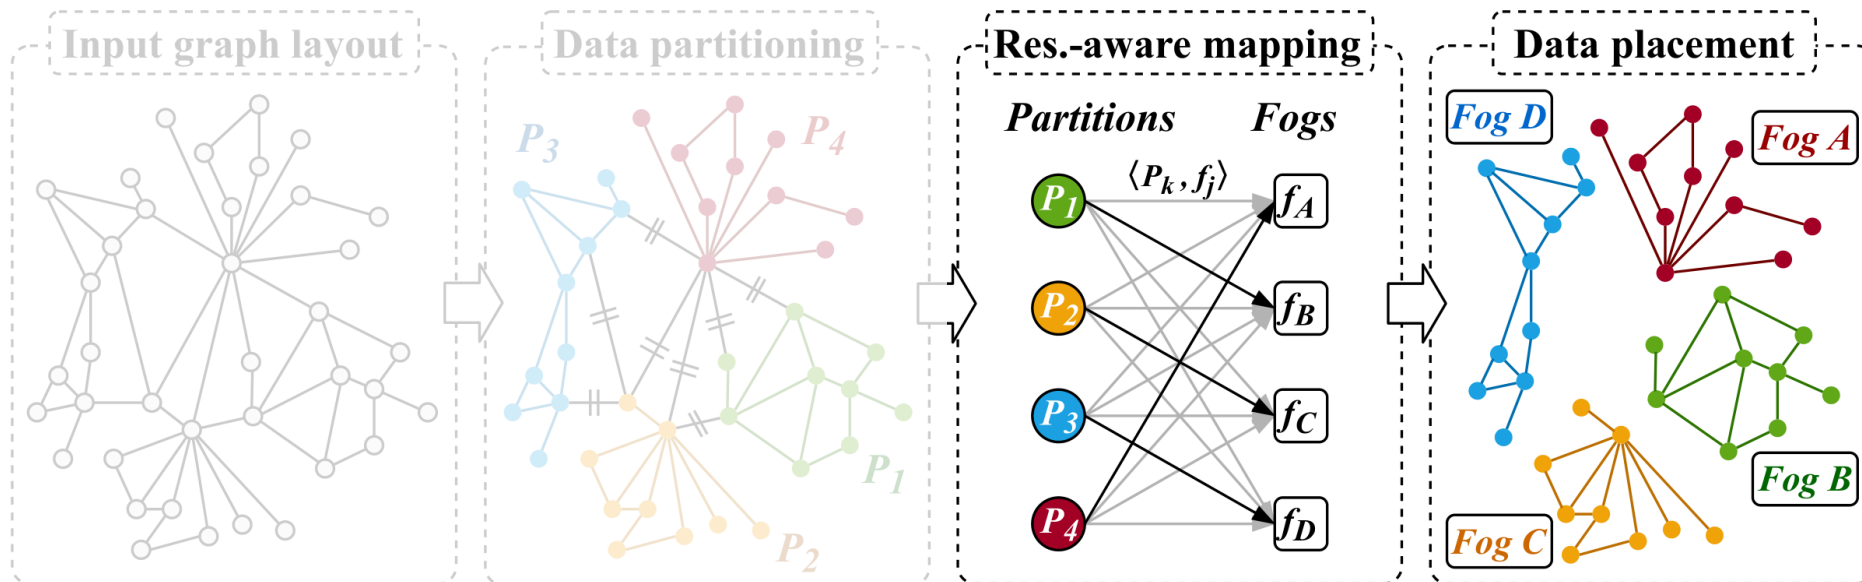 Input graph layout
Data partitioning
Res.-aware mapping
Data placement
P3
P4
P1
P2
Partitions
Fogs
⟨Pk, fj⟩
P1
P2
P3
P4
fA
fB
fC
fD
Fog D
Fog A
Fog B
Fog C